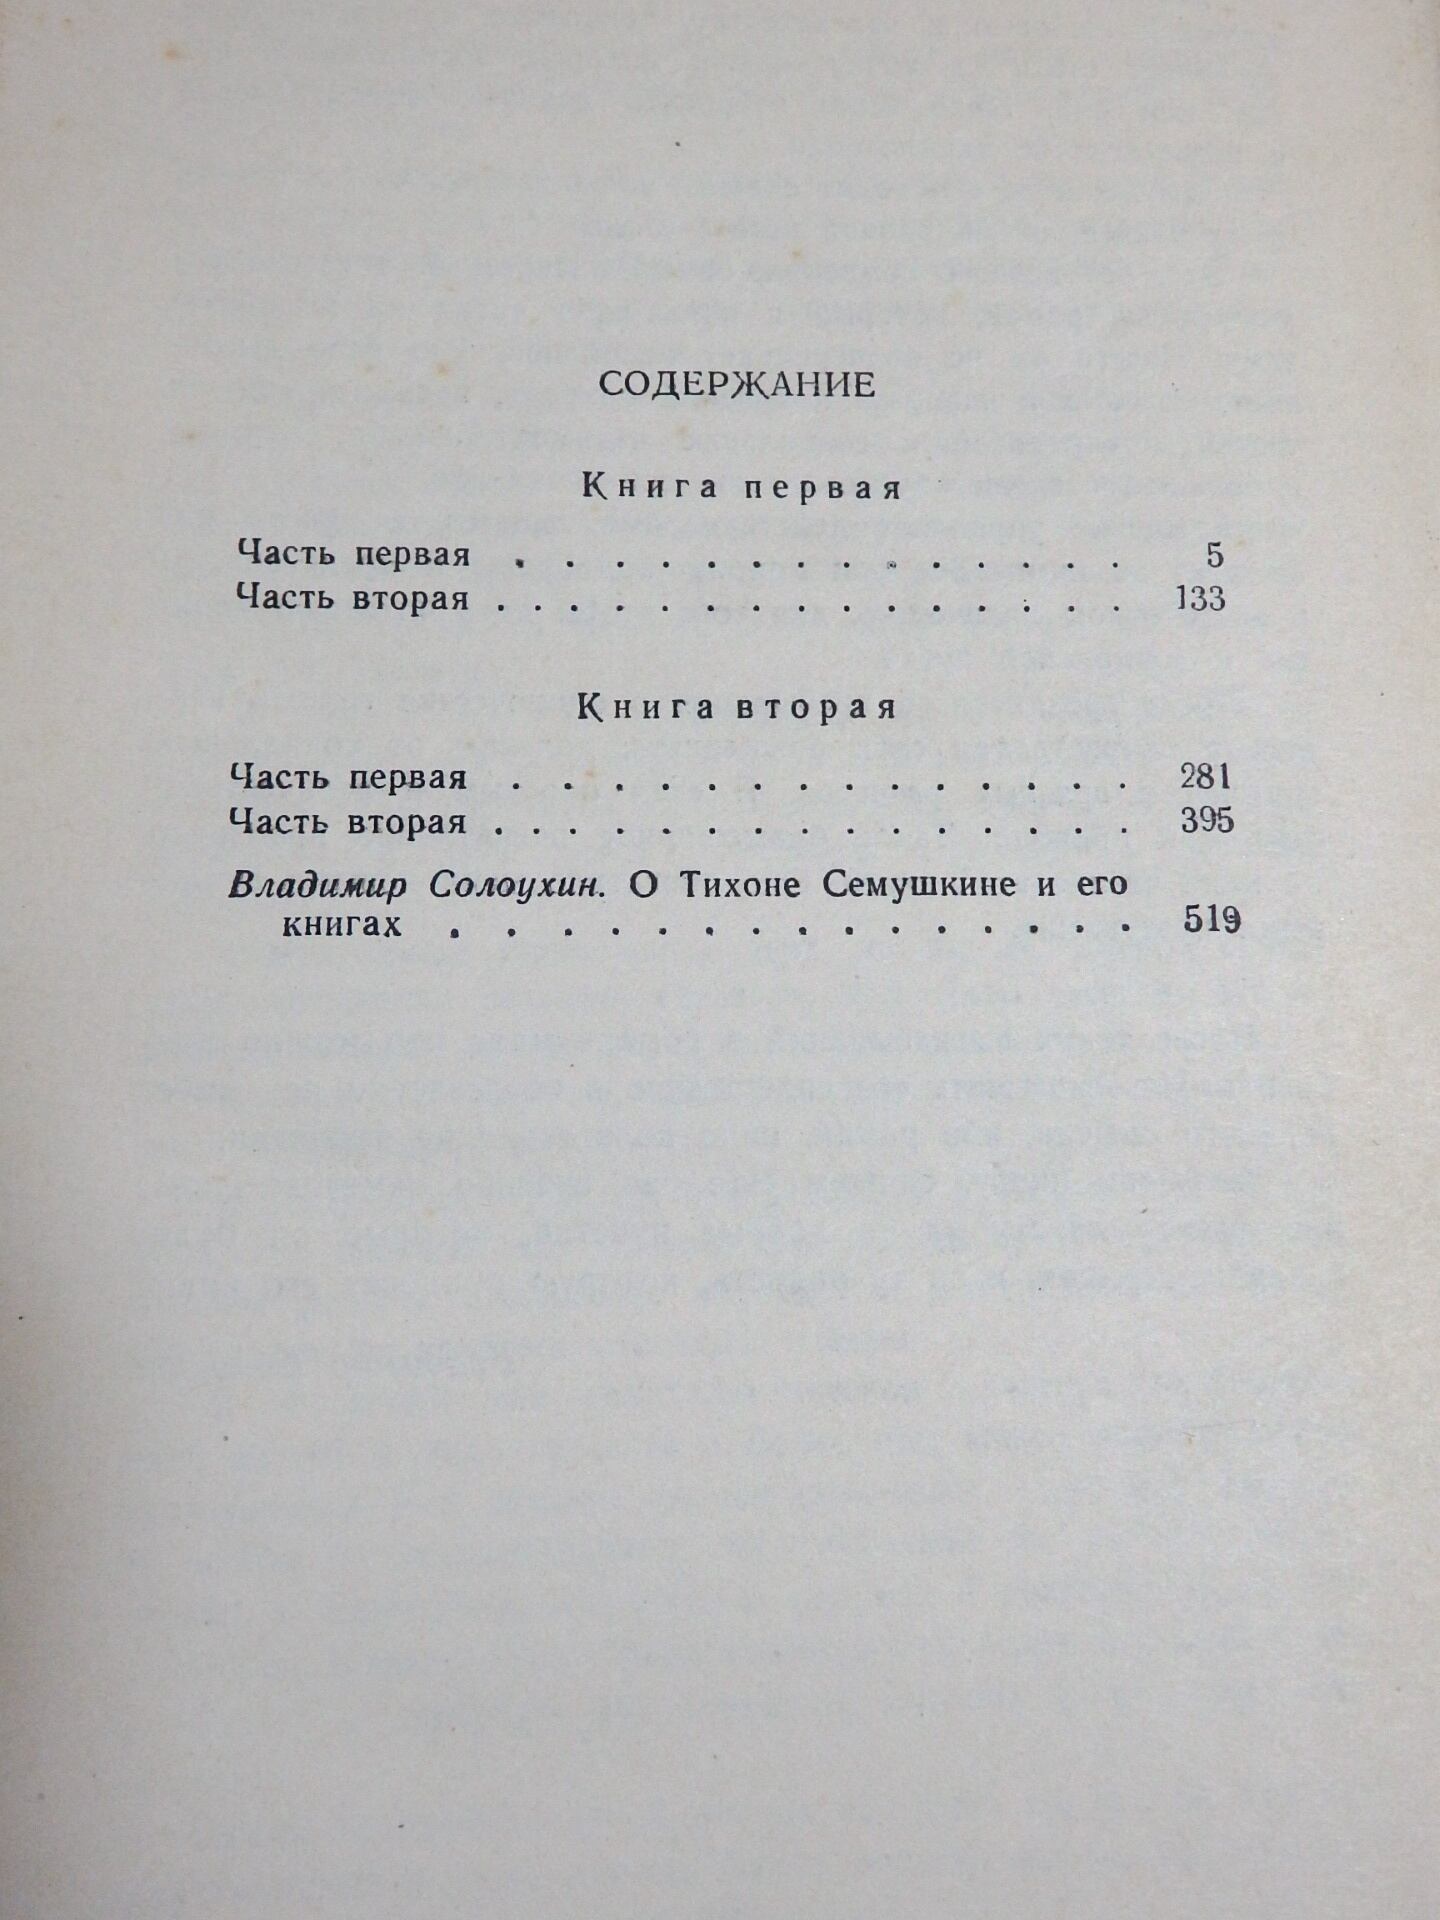 СОДЕРЖАНИЕ
Книга первая
Часть первая . . . . . . . . . . . . . . 5
Часть вторая . . . . . . . . . . . . . . . 133
Книга вторая
Часть первая . . . . . . . . . . . . . . 281
Часть вторая . . . . . . . . . . . . . . . 395
Владимир Солоухин. О Тихоне Семушкине и его
книгах . . . . . . . . . . . . . . . 519